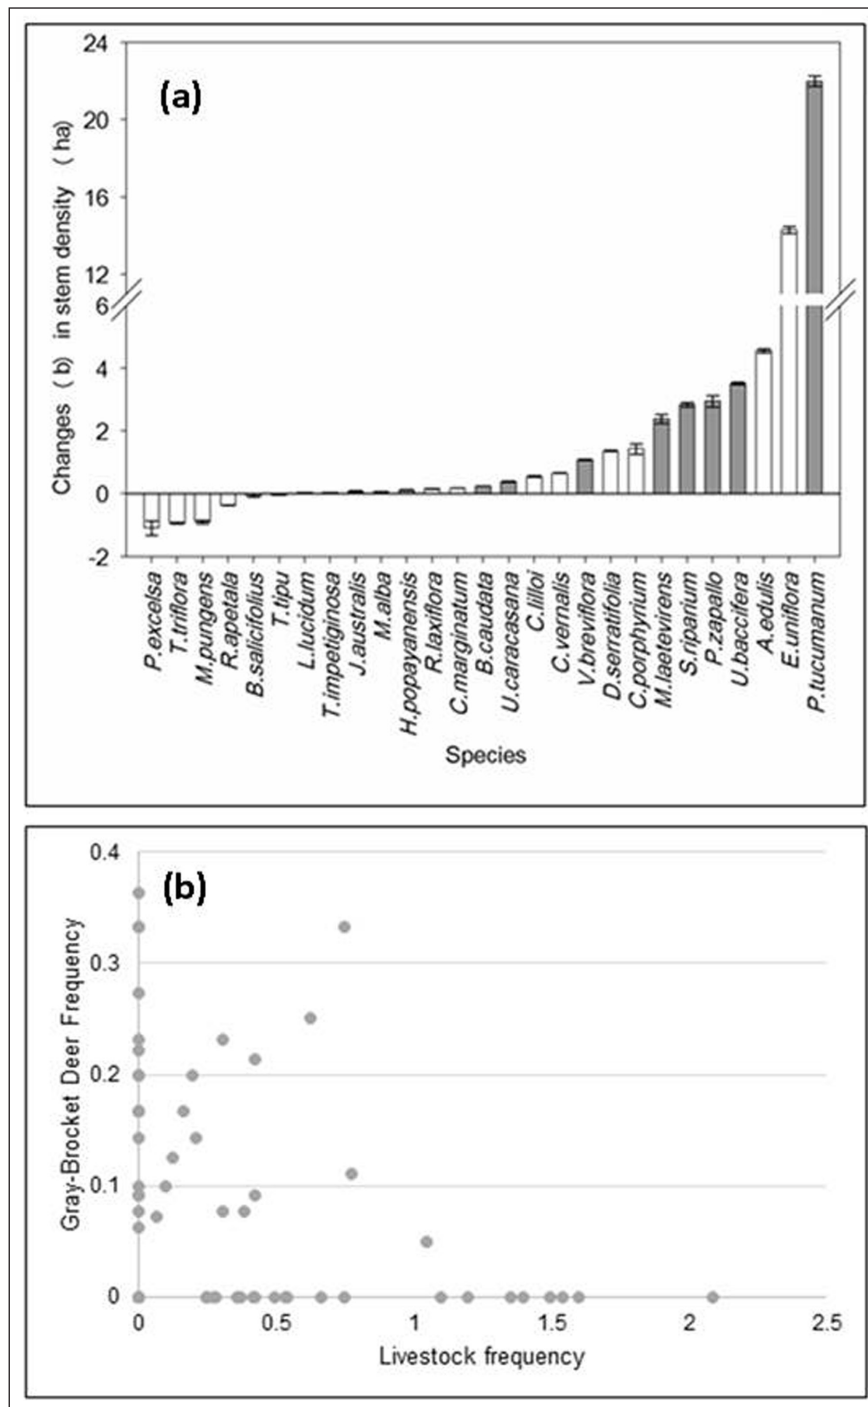 (a)
Changes (b) in stem density (ha)
24
20
16
12
6
4
2
0
-2
P.excelsa
T.triflora
M.pungens
R.apetala
B.salicifolius
T.tipu
L.lucidum
T.impetiginosa
J.australis
M.alba
H.popayanensis
R.laxiflora
C.marginatum
B.caudata
U.caracasana
C.lilloi
C.vernalis
V.breviflora
D.serratifolia
C.porphyrium
M.laetevirens
S.riparium
P.zapallo
U.baccifera
A.edulis
E.uniflora
P.tucumanum
Species
(b)
Gray-Brocket Deer Frequency
0.4
0.3
0.2
0.1
0
0 0.5 1 1.5 2 2.5
Livestock frequency